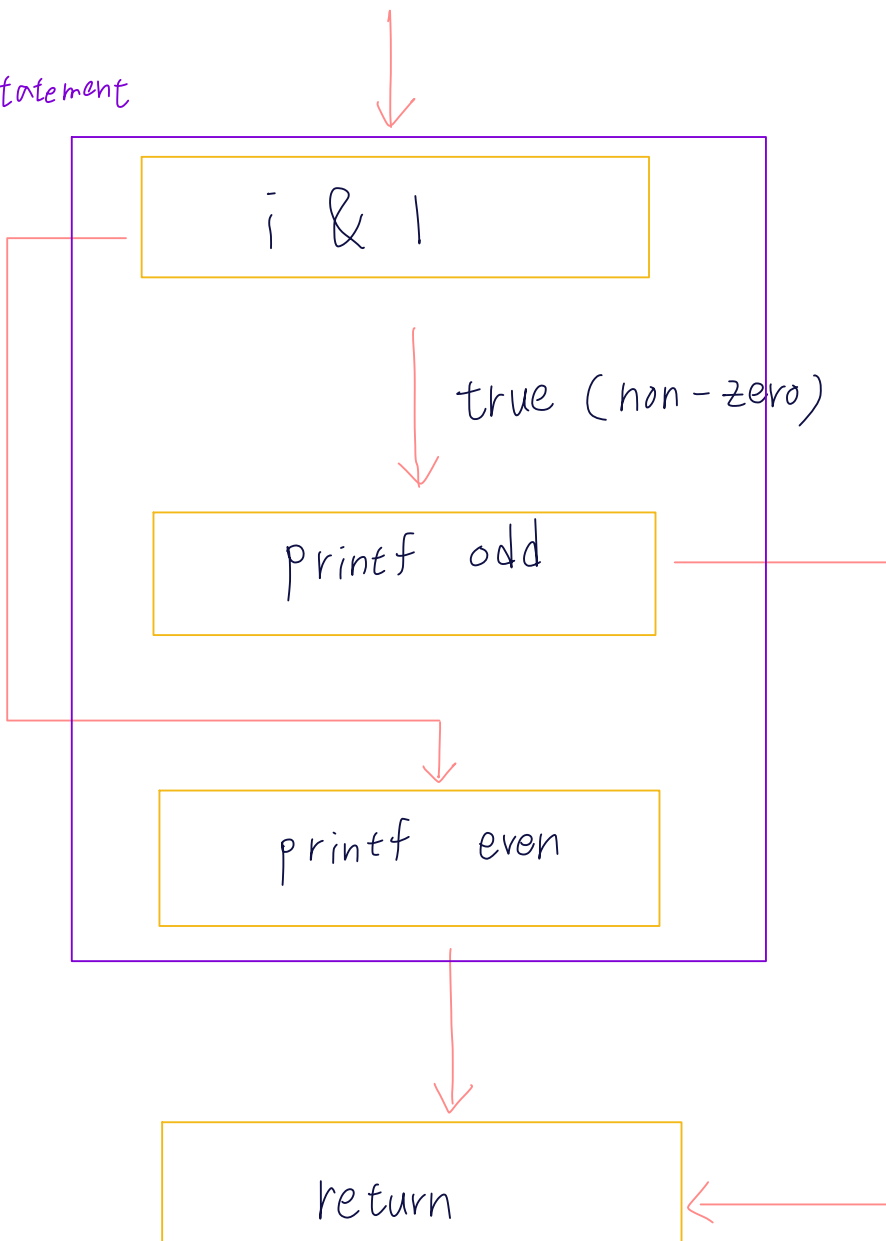 tatement
i & 1
true (non-zero)
printf odd
printf even
return